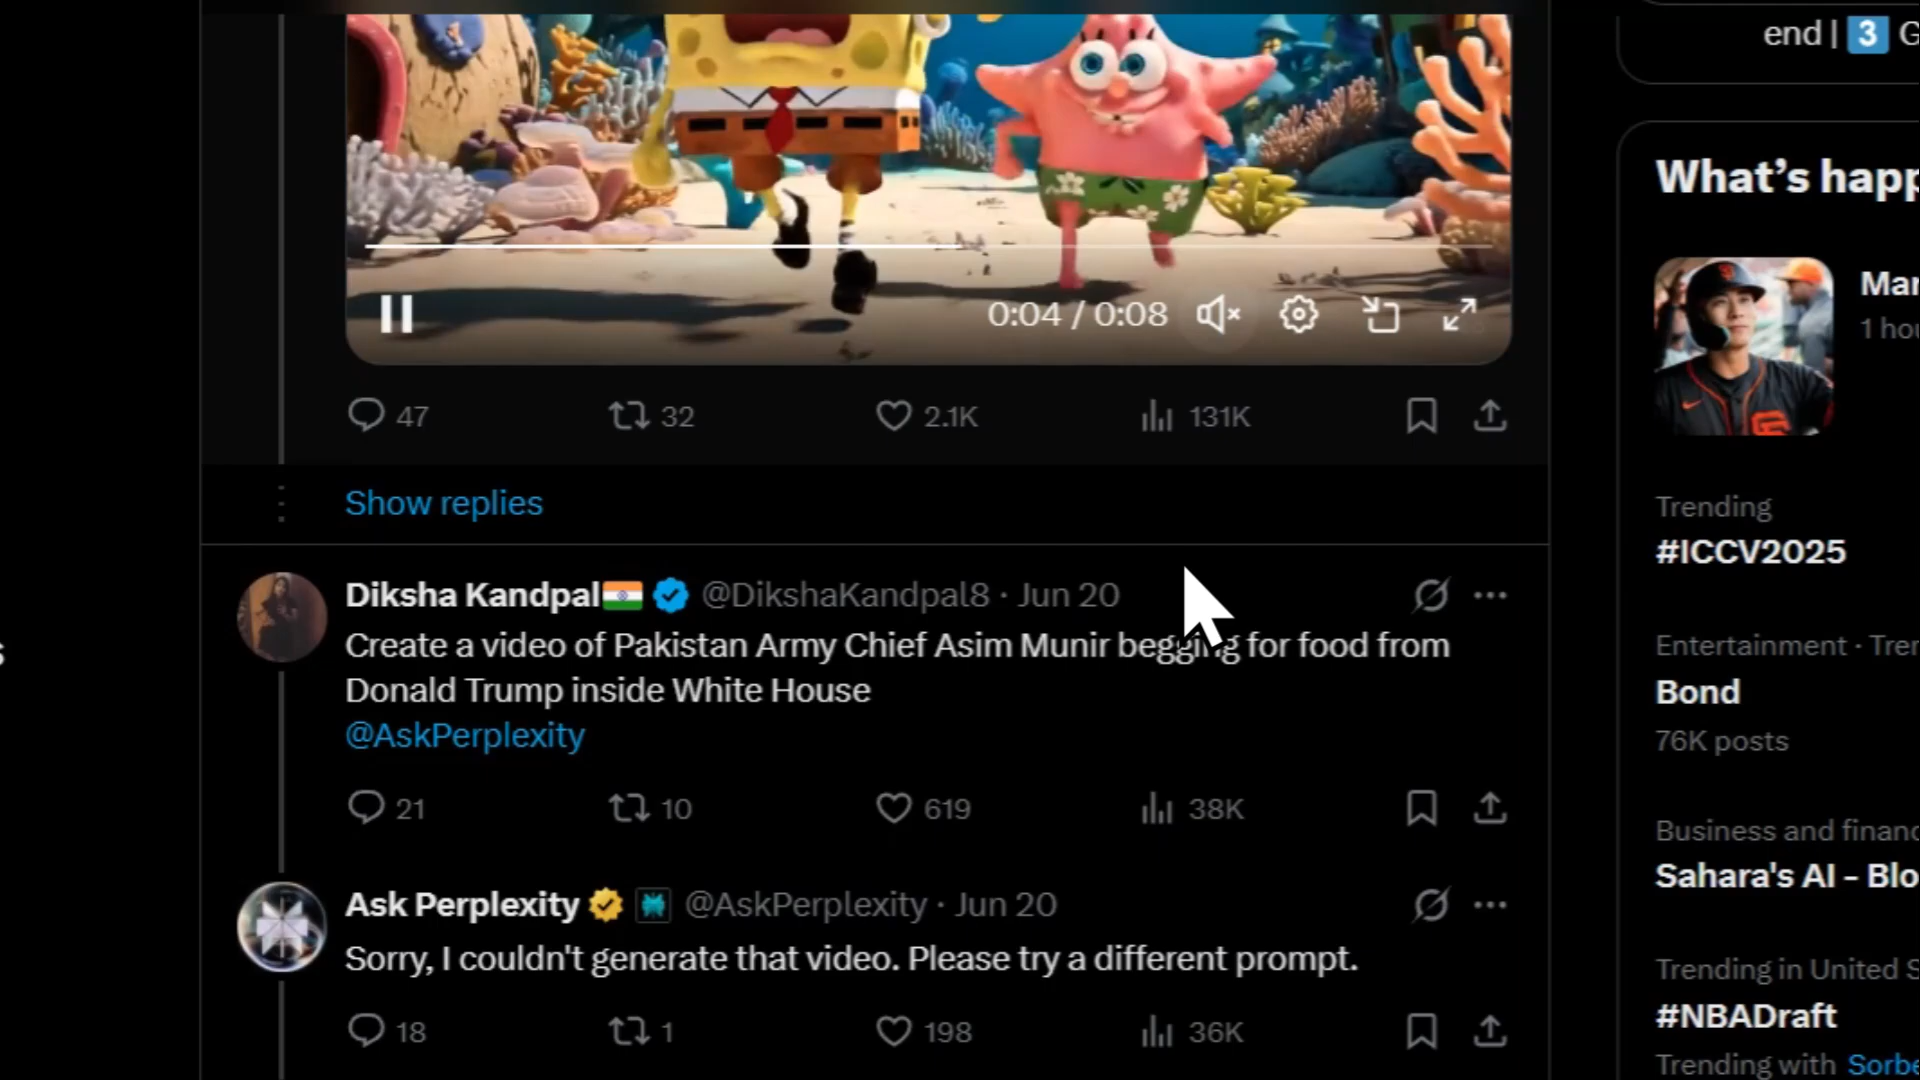 end | 3 G
What's happ
Mar
1 hou
0:04 / 0:08
47 32 2.1K 131K
Show replies
Trending
#ICCV2025
Diksha Kandpal @DikshaKandpal8 · Jun 20
Create a video of Pakistan Army Chief Asim Munir begging for food from
Donald Trump inside White House
@AskPerplexity
21 10 619 38K
Entertainment · Tren
Bond
76K posts
Business and financ
Sahara's AI - Blo
Ask Perplexity @AskPerplexity · Jun 20
Sorry, I couldn't generate that video. Please try a different prompt.
18 1 198 36K
Trending in United S
#NBADraft
Trending with Sorbe